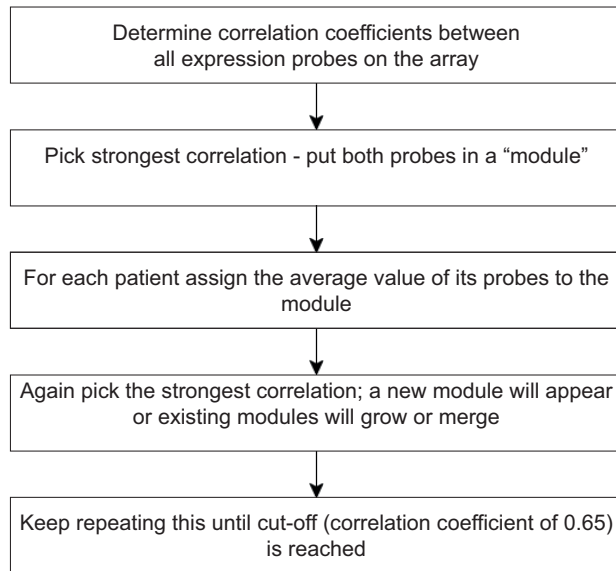 Determine correlation coefficients between
all expression probes on the array
Pick strongest correlation - put both probes in a “module”
For each patient assign the average value of its probes to the
module
Again pick the strongest correlation; a new module will appear
or existing modules will grow or merge
Keep repeating this until cut-off (correlation coefficient of 0.65)
is reached